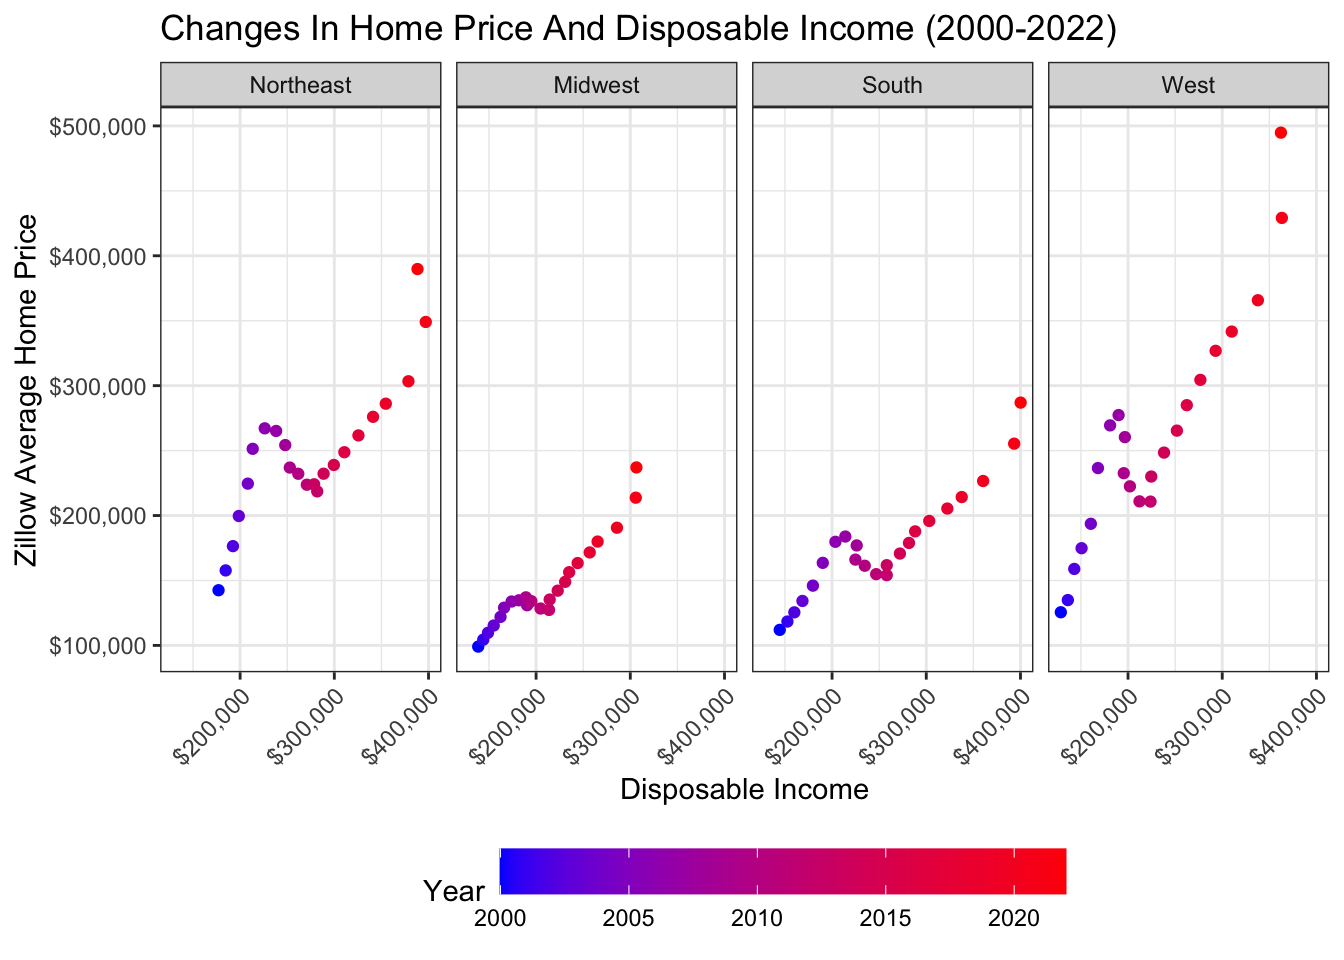 Changes In Home Price And Disposable Income (2000-2022)
Northeast
Midwest
South
West
Zillow Average Home Price
$500,000
$400,000
$300,000
$200,000
$100,000
$200,000
$300,000
$400,000
$200,000
$300,000
$400,000
$200,000
$300,000
$400,000
$200,000
$300,000
$400,000
Disposable Income
Year
2000
2005
2010
2015
2020